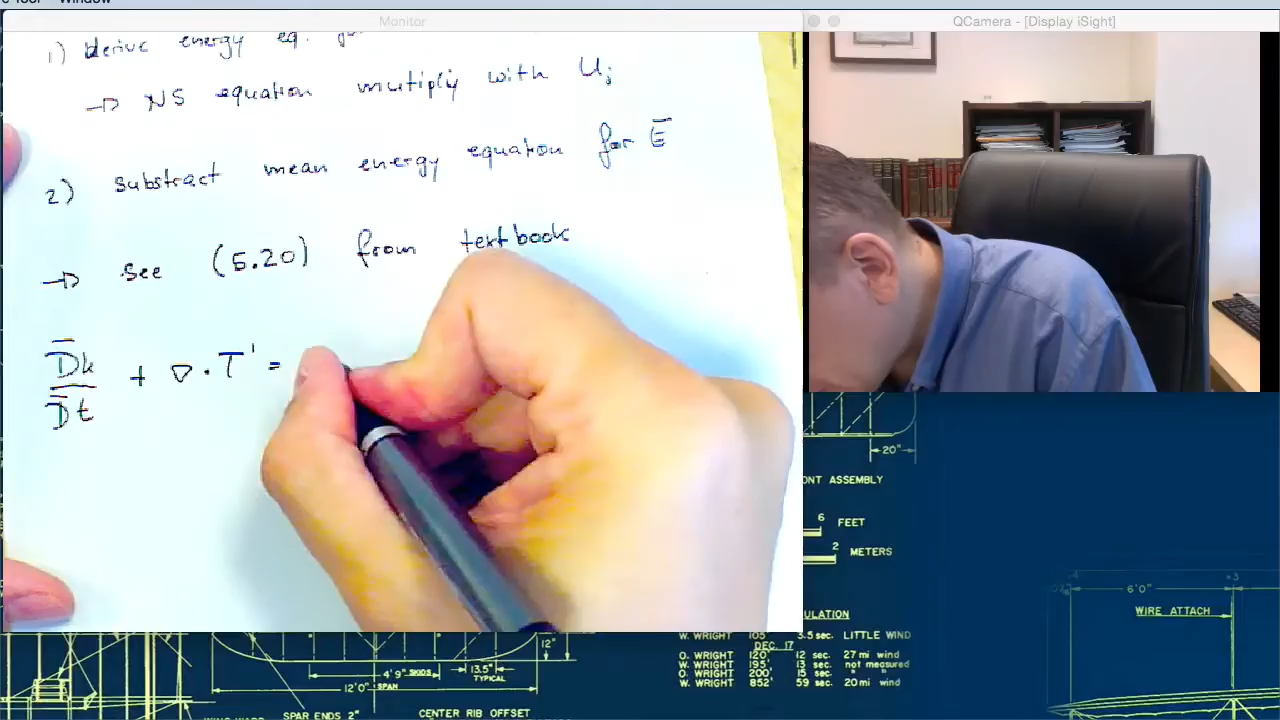 Window
Monitor
QCamera - [Display iSight]
1) derive energy eq.
→ NS equation multiply with Uj
2) substract mean energy equation for E̅
→ see (5.20) from textbook
D̅k/D̅t + ∇ · T' =
20"
ONT ASSEMBLY
6 FEET
2 METERS
6'0"
WIRE ATTACH
ULATION
W. WRIGHT 105' 3.5 sec. LITTLE WIND
DEC. 17
O. WRIGHT 120' 12 sec. 27 mi wind
W. WRIGHT 195' 13 sec. not measured
O. WRIGHT 200' 15 sec. " "
W. WRIGHT 852' 59 sec. 20 mi wind
12"
4'9" SKIDS
13.5"
TYPICAL
12'0" SPAN
SPAR ENDS 2"
CENTER RIB OFFSET